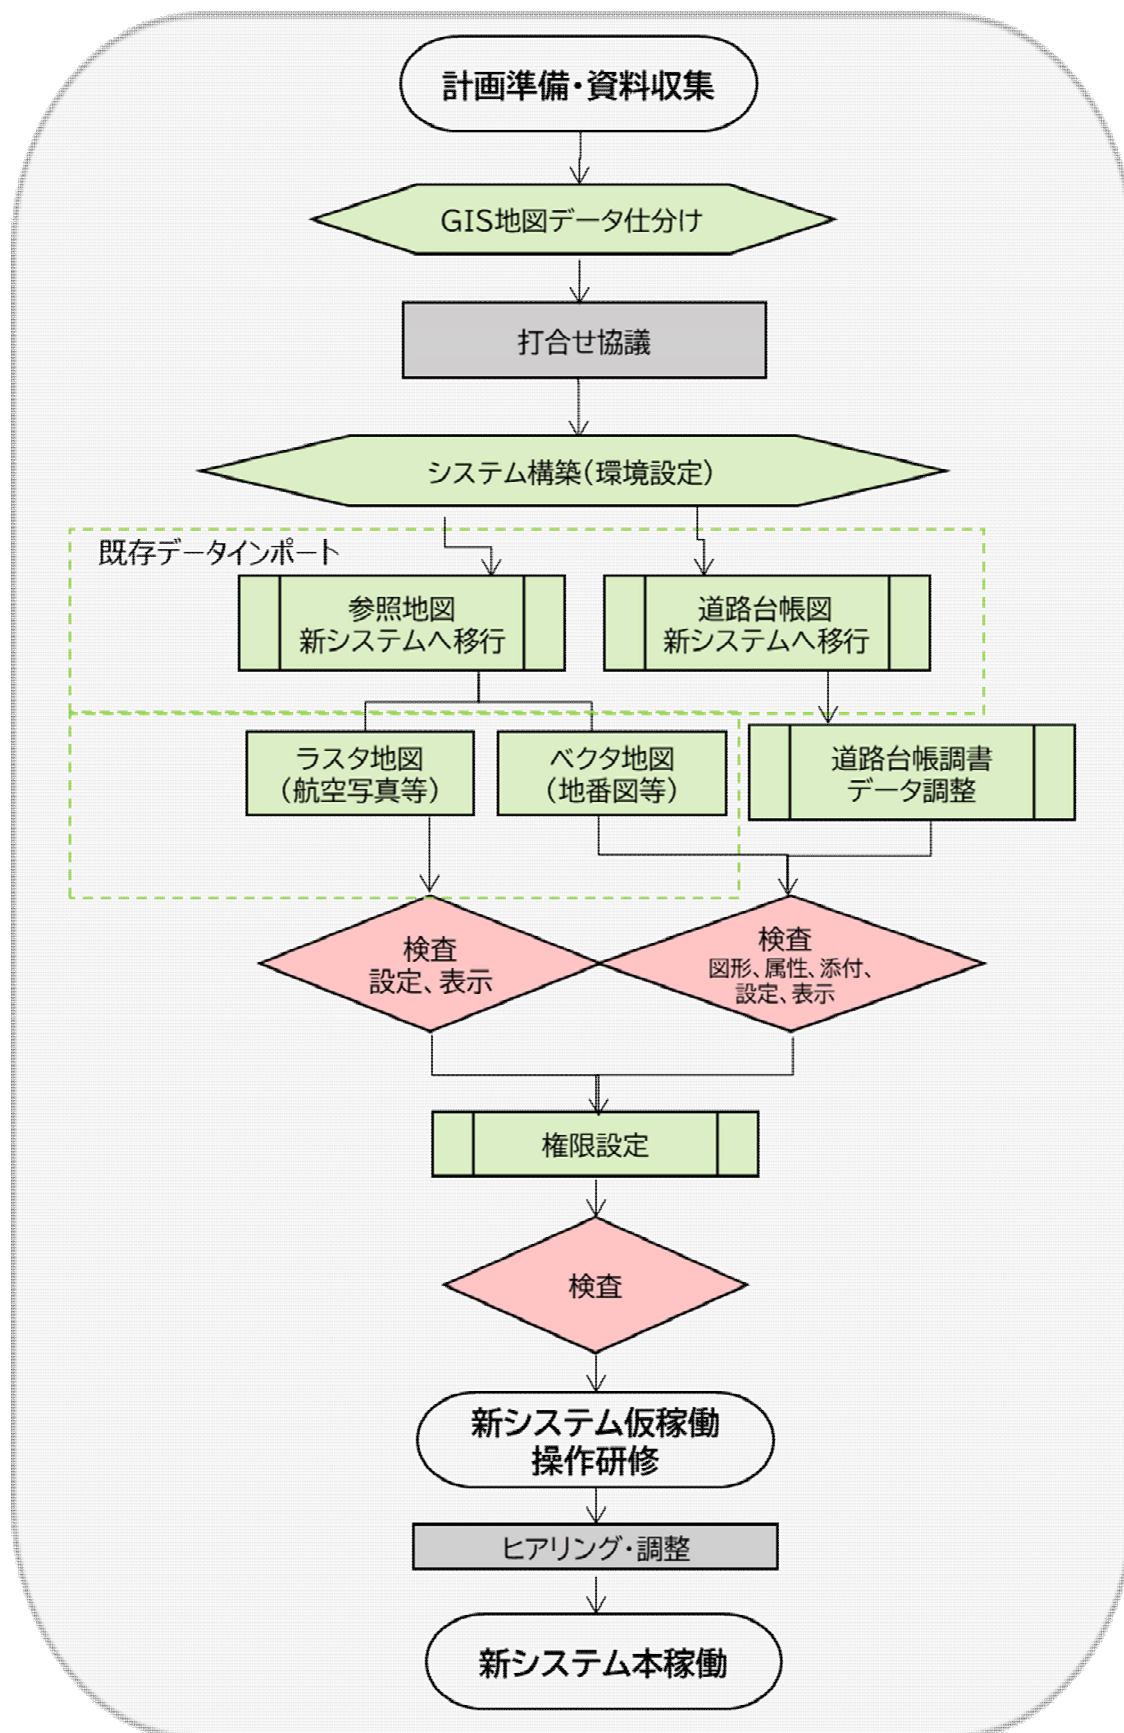 計画準備・資料収集
GIS地図データ仕分け
打合せ協議
システム構築(環境設定)
既存データインポート
参照地図
新システムへ移行
道路台帳図
新システムへ移行
ラスタ地図
(航空写真等)
ベクタ地図
(地番図等)
道路台帳調書
データ調整
検査
設定、表示
検査
図形、属性、添付、
設定、表示
権限設定
検査
新システム仮稼働
操作研修
ヒアリング・調整
新システム本稼働